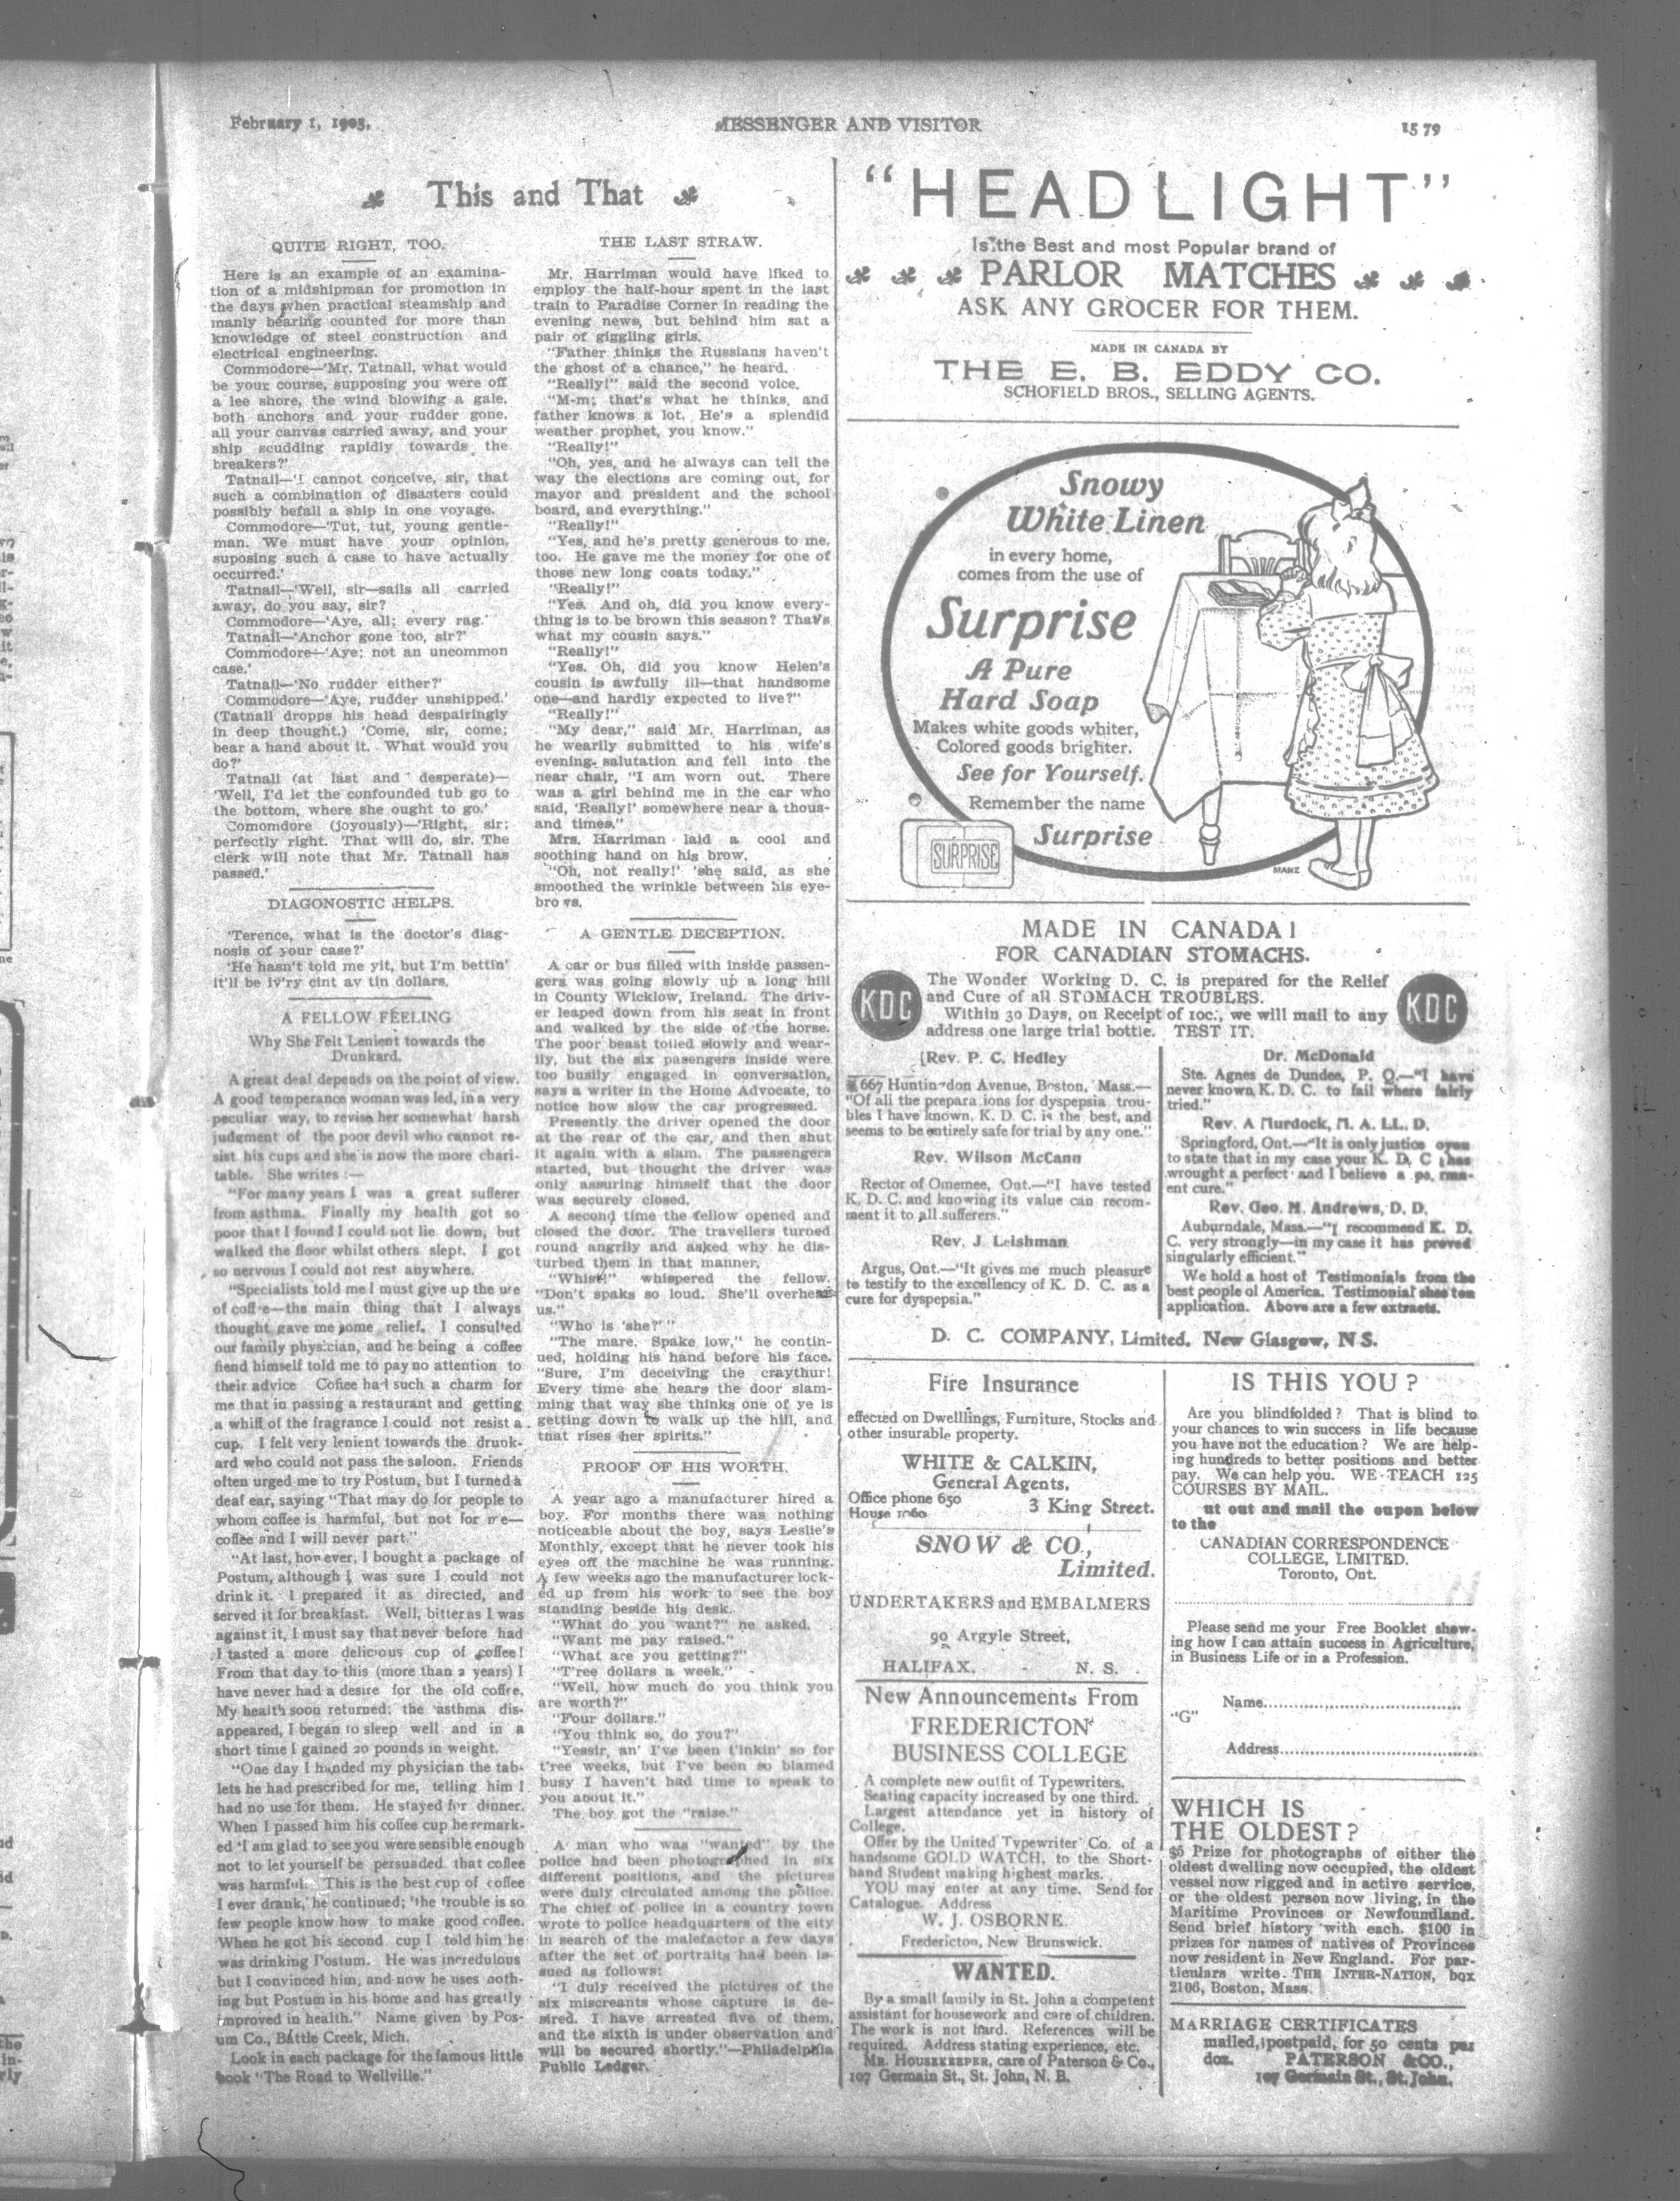 February 1, 1905.
MESSENGER AND VISITOR
15 79
This and That
QUITE RIGHT, TOO.
Here is an example of an examina-
tion of a midshipman for promotion in
the days when practical steamship and
manly bearing counted for more than
knowledge of steel construction and
electrical engineering.
Commodore—'Mr. Tatnall, what would
be your course, supposing you were off
a lee shore, the wind blowing a gale,
both anchors and your rudder gone,
all your canvas carried away, and your
ship scudding rapidly towards the
breakers?'
Tatnall—'I cannot conceive, sir, that
such a combination of disasters could
possibly befall a ship in one voyage.
Commodore—'Tut, tut, young gentle-
man. We must have your opinion,
suposing such a case to have actually
occurred.'
Tatnall—'Well, sir—sails all carried
away, do you say, sir?
Commodore—'Aye, all; every rag.'
Tatnall—'Anchor gone too, sir?'
Commodore—'Aye; not an uncommon
case.'
Tatnall—'No rudder either?'
Commodore—'Aye, rudder unshipped.'
(Tatnall dropps his head despairingly
in deep thought.) 'Come, sir, come;
bear a hand about it. What would you
do?'
Tatnall (at last and desperate)—
'Well, I'd let the confounded tub go to
the bottom, where she ought to go.'
Comomdore (joyously)—'Right, sir;
perfectly right. That will do, sir. The
clerk will note that Mr. Tatnall has
passed.'
DIAGONOSTIC HELPS.
'Terence, what is the doctor's diag-
nosis of your case?'
'He hasn't told me yit, but I'm bettin'
it'll be iv'ry cint av tin dollars.
A FELLOW FEELING
Why She Felt Lenient towards the
Drunkard.
A great deal depends on the point of view.
A good temperance woman was led, in a very
peculiar way, to revise her somewhat harsh
judgment of the poor devil who cannot re-
sist his cups and she is now the more chari-
table. She writes :—
"For many years I was a great sufferer
from asthma. Finally my health got so
poor that I found I could not lie down, but
walked the floor whilst others slept. I got
so nervous I could not rest anywhere.
"Specialists told me I must give up the use
of coffee—the main thing that I always
thought gave me some relief. I consulted
our family physician, and he being a coffee
fiend himself told me to pay no attention to
their advice Coffee had such a charm for
me that in passing a restaurant and getting
a whiff of the fragrance I could not resist a
cup. I felt very lenient towards the drunk-
ard who could not pass the saloon. Friends
often urged me to try Postum, but I turned a
deaf ear, saying "That may do for people to
whom coffee is harmful, but not for me—
coffee and I will never part."
"At last, however, I bought a package of
Postum, although I was sure I could not
drink it. I prepared it as directed, and
served it for breakfast. Well, bitter as I was
against it, I must say that never before had
I tasted a more delicious cup of coffee!
From that day to this (more than 2 years) I
have never had a desire for the old coffee.
My health soon returned; the asthma dis-
appeared, I began to sleep well and in a
short time I gained 20 pounds in weight.
"One day I handed my physician the tab-
lets he had prescribed for me, telling him I
had no use for them. He stayed for dinner.
When I passed him his coffee cup he remark-
ed 'I am glad to see you were sensible enough
not to let yourself be persuaded that coffee
was harmful. This is the best cup of coffee
I ever drank,' he continued; 'the trouble is so
few people know how to make good coffee.
When he got his second cup I told him he
was drinking Postum. He was incredulous
but I convinced him, and now he uses noth-
ing but Postum in his home and has greatly
improved in health." Name given by Pos-
um Co., Battle Creek, Mich.
Look in each package for the famous little
book "The Road to Wellville."
THE LAST STRAW.
Mr. Harriman would have liked to
employ the half-hour spent in the last
train to Paradise Corner in reading the
evening news, but behind him sat a
pair of giggling girls.
"Father thinks the Russians haven't
the ghost of a chance," he heard.
"Really!" said the second voice.
"M-m; that's what he thinks, and
father knows a lot. He's a splendid
weather prophet, you know."
"Really!"
"Oh, yes, and he always can tell the
way the elections are coming out, for
mayor and president and the school
board, and everything."
"Really!"
"Yes, and he's pretty generous to me,
too. He gave me the money for one of
those new long coats today."
"Really!"
"Yes. And oh, did you know every-
thing is to be brown this season? That's
what my cousin says."
"Really!"
"Yes. Oh, did you know Helen's
cousin is awfully ill—that handsome
one—and hardly expected to live?"
"Really!"
"My dear," said Mr. Harriman, as
he wearily submitted to his wife's
evening salutation and fell into the
near chair, "I am worn out. There
was a girl behind me in the car who
said, 'Really!' somewhere near a thous-
and times."
Mrs. Harriman laid a cool and
soothing hand on his brow.
"Oh, not really!' 'she said, as she
smoothed the wrinkle between his eye-
brows.
A GENTLE DECEPTION.
A car or bus filled with inside passen-
gers was going slowly up a long hill
in County Wicklow, Ireland. The driv-
er leaped down from his seat in front
and walked by the side of the horse.
The poor beast toiled slowly and wear-
ily, but the six pasengers inside were
too busily engaged in conversation,
says a writer in the Home Advocate, to
notice how slow the car progressed.
Presently the driver opened the door
at the rear of the car, and then shut
it again with a slam. The passengers
started, but thought the driver was
only assuring himself that the door
was securely closed.
A second time the fellow opened and
closed the door. The travellers turned
round angrily and asked why he dis-
turbed them in that manner.
"Whist!" whispered the fellow.
"Don't spake so loud. She'll overhear
us."
"Who is 'she?'"
"The mare. Spake low," he contin-
ued, holding his hand before his face.
"Sure, I'm deceiving the craythur!
Every time she hears the door slam-
ming that way she thinks one of ye is
getting down to walk up the hill, and
that rises her spirits."
PROOF OF HIS WORTH.
A year ago a manufacturer hired a
boy. For months there was nothing
noticeable about the boy, says Leslie's
Monthly, except that he never took his
eyes off the machine he was running.
A few weeks ago the manufacturer look-
ed up from his work to see the boy
standing beside his desk.
"What do you want?" he asked.
"Want me pay raised."
"What are you getting?"
"T'ree dollars a week."
"Well, how much do you think you
are worth?"
"Four dollars."
"You think so, do you?"
"Yessir, an' I've been t'inkin' so for
t'ree weeks, but I've been so blamed
busy I haven't had time to speak to
you about it."
The boy got the "raise."
A man who was "wanted" by the
police had been photographed in six
different positions, and the pictures
were duly circulated among the police.
The chief of police in a country town
wrote to police headquarters of the city
in search of the malefactor a few days
after the set of portraits had been is-
sued as follows:
"I duly received the pictures of the
six miscreants whose capture is de-
sired. I have arrested five of them,
and the sixth is under observation and
will be secured shortly."—Philadelphia
Public Ledger.
"HEADLIGHT"
Is the Best and most Popular brand of
PARLOR MATCHES
ASK ANY GROCER FOR THEM.
MADE IN CANADA BY
THE E. B. EDDY CO.
SCHOFIELD BROS., SELLING AGENTS.
Snowy
White Linen
in every home,
comes from the use of
Surprise
A Pure
Hard Soap
Makes white goods whiter,
Colored goods brighter.
See for Yourself.
Remember the name
Surprise
SURPRISE
MANZ
MADE IN CANADA!
FOR CANADIAN STOMACHS.
KDC
The Wonder Working D. C. is prepared for the Relief
and Cure of all STOMACH TROUBLES.
Within 30 Days, on Receipt of 10c., we will mail to any
address one large trial bottle. TEST IT.
KDC
Rev. P. C. Hedley
667 Huntingdon Avenue, Boston, Mass.—
"Of all the prepara ions for dyspepsia trou-
bles I have known, K. D. C. is the best, and
seems to be entirely safe for trial by any one."
Rev. Wilson McCann
Rector of Omemee, Ont.—"I have tested
K. D. C. and knowing its value can recom-
ment it to all sufferers."
Rev. J. Leishman
Argus, Ont.—"It gives me much pleasure
to testify to the excellency of K. D. C. as a
cure for dyspepsia."
Dr. McDonald
Ste. Agnes de Dundee, P. Q.—"I have
never known K. D. C. to fail where fairly
tried."
Rev. A Murdock, M. A. LL. D.
Springford, Ont.—"It is only justice
to state that in my case your K. D. C has
wrought a perfect and I believe a
ent cure."
Rev. Geo. M. Andrews, D. D.
Auburndale, Mass.—"I recommend K. D.
C. very strongly—in my case it has proved
singularly efficient."
We hold a host of Testimonials from the
best people of America. Testimonial
application. Above are a few extracts.
D. C. COMPANY, Limited, New Glasgow, N S.
Fire Insurance
effected on Dwelllings, Furniture, Stocks and
other insurable property.
WHITE & CALKIN,
General Agents,
Office phone 650
3 King Street.
House 1060
SNOW & CO.,
Limited.
UNDERTAKERS and EMBALMERS
90 Argyle Street,
HALIFAX. - N. S.
New Announcements From
FREDERICTON
BUSINESS COLLEGE
A complete new outfit of Typewriters.
Seating capacity increased by one third.
Largest attendance yet in history of
College.
Offer by the United Typewriter Co. of a
handsome GOLD WATCH, to the Short-
hand Student making highest marks.
YOU may enter at any time. Send for
Catalogue. Address
W. J. OSBORNE.
Fredericton, New Brunswick.
WANTED.
By a small family in St. John a competent
assistant for housework and care of children.
The work is not hard. References will be
required. Address stating experience, etc.
MR. HOUSEKEEPER, care of Paterson & Co.,
107 Germain St., St. John, N. B.
IS THIS YOU?
Are you blindfolded? That is blind to
your chances to win success in life because
you have not the education? We are help-
ing hundreds to better positions and better
pay. We can help you. WE TEACH 125
COURSES BY MAIL.
ut out and mail the oupon below
to the
CANADIAN CORRESPONDENCE
COLLEGE, LIMITED.
Toronto, Ont.
Please send me your Free Booklet show-
ing how I can attain success in Agriculture,
in Business Life or in a Profession.
Name
"G"
Address
WHICH IS
THE OLDEST?
$5 Prize for photographs of either the
oldest dwelling now occupied, the oldest
vessel now rigged and in active service,
or the oldest person now living, in the
Maritime Provinces or Newfoundland.
Send brief history with each. $100 in
prizes for names of natives of Provinces
now resident in New England. For par-
ticulars write THE INTER-NATION, box
2106, Boston, Mass.
MARRIAGE CERTIFICATES
mailed, postpaid, for 50 cents per
doz. PATERSON & CO.,
107 Germain St., St. John.